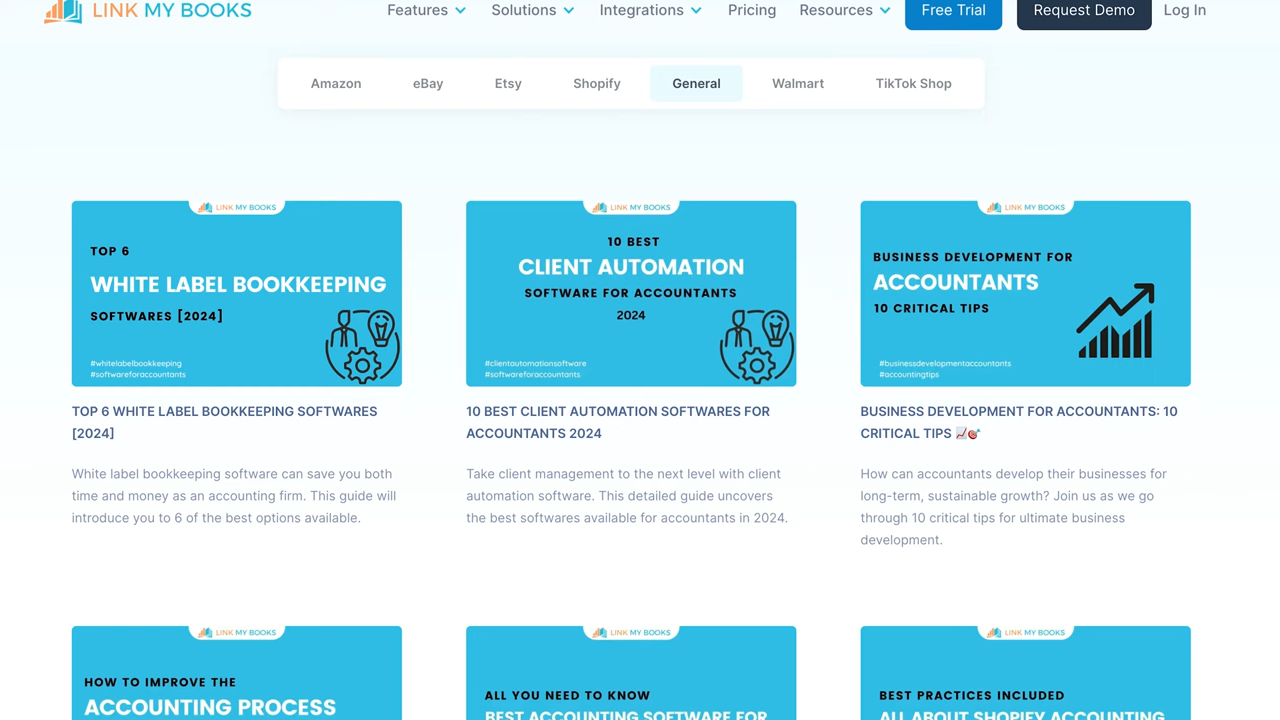 LINK MY BOOKS
Features
Solutions
Integrations
Pricing
Resources
Free Trial
Request Demo
Log In
Amazon
eBay
Etsy
Shopify
General
Walmart
TikTok Shop
LINK MY BOOKS
TOP 6
WHITE LABEL BOOKKEEPING
SOFTWARES [2024]
#whitelabelbookkeeping
#softwareforaccountants
TOP 6 WHITE LABEL BOOKKEEPING SOFTWARES
[2024]
White label bookkeeping software can save you both
time and money as an accounting firm. This guide will
introduce you to 6 of the best options available.
LINK MY BOOKS
10 BEST
CLIENT AUTOMATION
SOFTWARE FOR ACCOUNTANTS
2024
#clientautomationsoftware
#softwareforaccountants
10 BEST CLIENT AUTOMATION SOFTWARES FOR
ACCOUNTANTS 2024
Take client management to the next level with client
automation software. This detailed guide uncovers
the best softwares available for accountants in 2024.
LINK MY BOOKS
BUSINESS DEVELOPMENT FOR
ACCOUNTANTS
10 CRITICAL TIPS
#businessdevelopmentaccountants
#accountingtips
BUSINESS DEVELOPMENT FOR ACCOUNTANTS: 10
CRITICAL TIPS 📈🎯
How can accountants develop their businesses for
long-term, sustainable growth? Join us as we go
through 10 critical tips for ultimate business
development.
LINK MY BOOKS
HOW TO IMPROVE THE
ACCOUNTING PROCESS
LINK MY BOOKS
ALL YOU NEED TO KNOW
BEST ACCOUNTING SOFTWARE FOR
LINK MY BOOKS
BEST PRACTICES INCLUDED
ALL ABOUT SHOPIFY ACCOUNTING